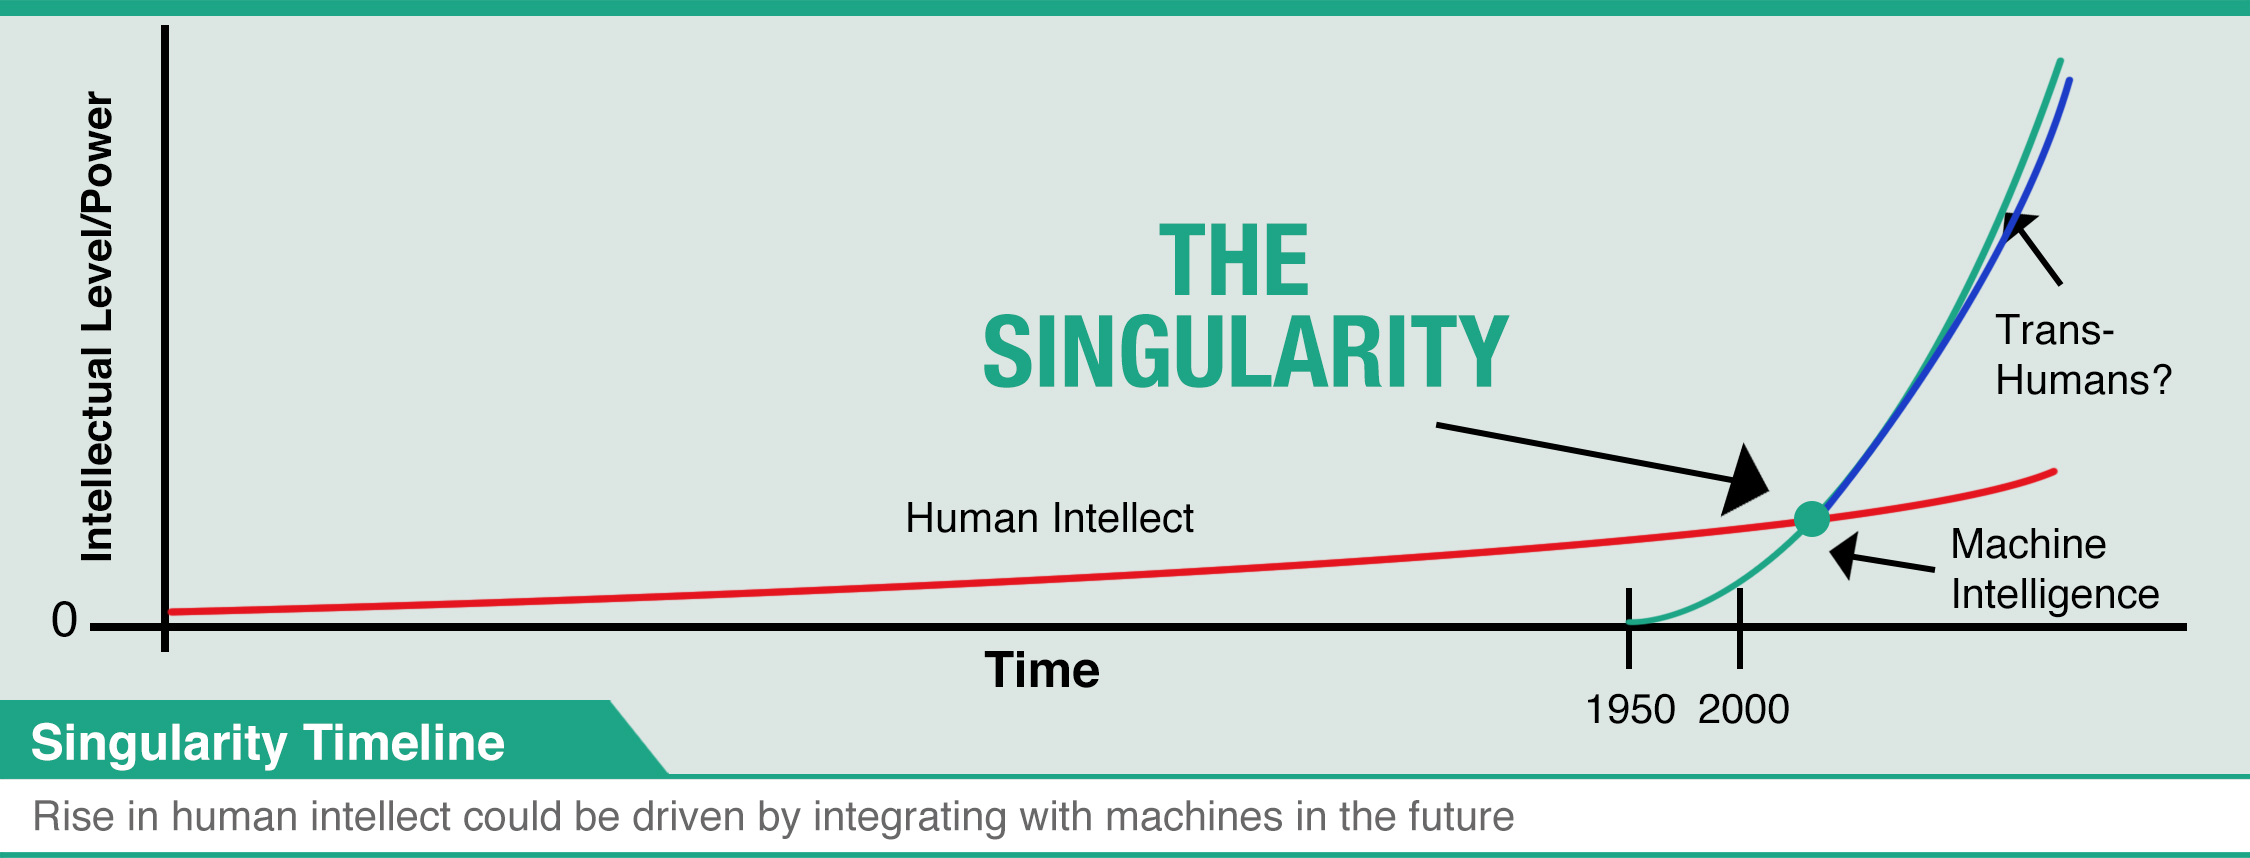 Intellectual Level/Power
THE
SINGULARITY
Trans-
Humans?
Human Intellect
Machine
Intelligence
0
Time
1950 2000
Singularity Timeline
Rise in human intellect could be driven by integrating with machines in the future